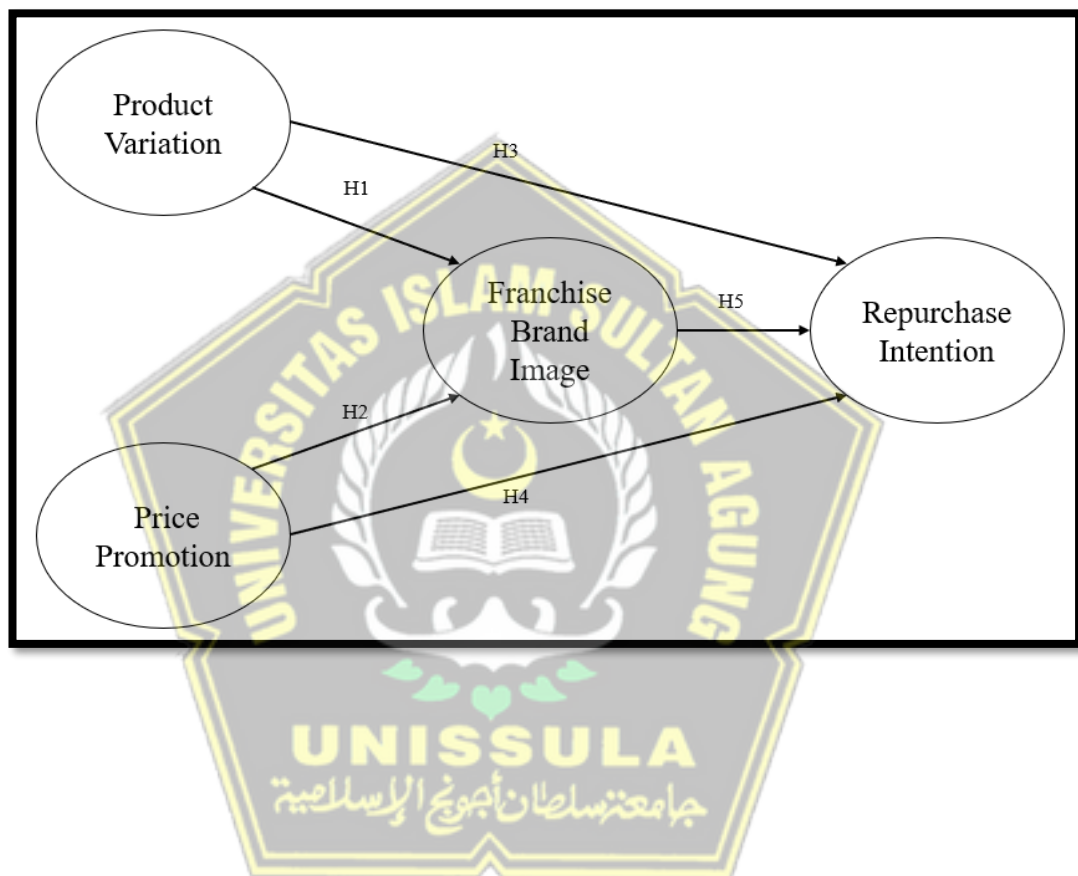 Product
Variation
H3
H1
Franchise
Brand
Image
H5
Repurchase
Intention
H2
H4
Price
Promotion
UNIVERSITAS ISLAM SULTAN AGUNG
UNISSULA
جامعة سلطان أجونج الإسلامية